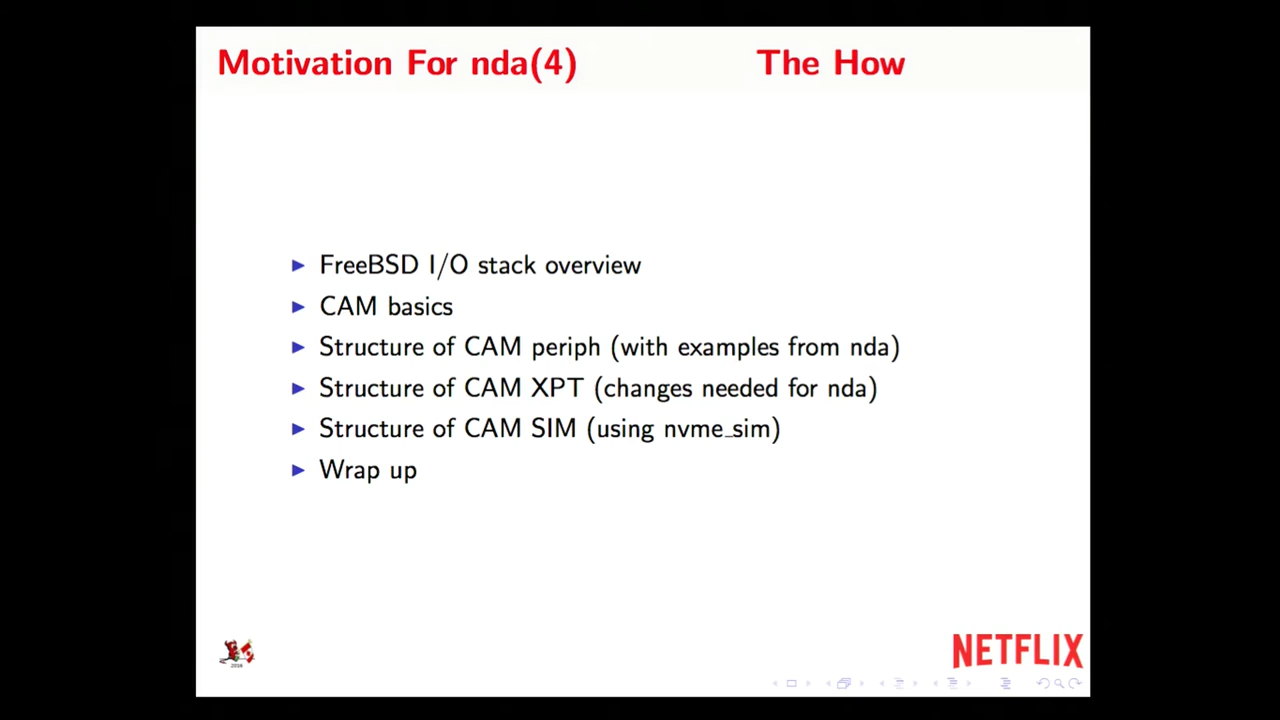 Motivation For nda(4) The How
FreeBSD I/O stack overview
CAM basics
Structure of CAM periph (with examples from nda)
Structure of CAM XPT (changes needed for nda)
Structure of CAM SIM (using nvme_sim)
Wrap up
2016
NETFLIX